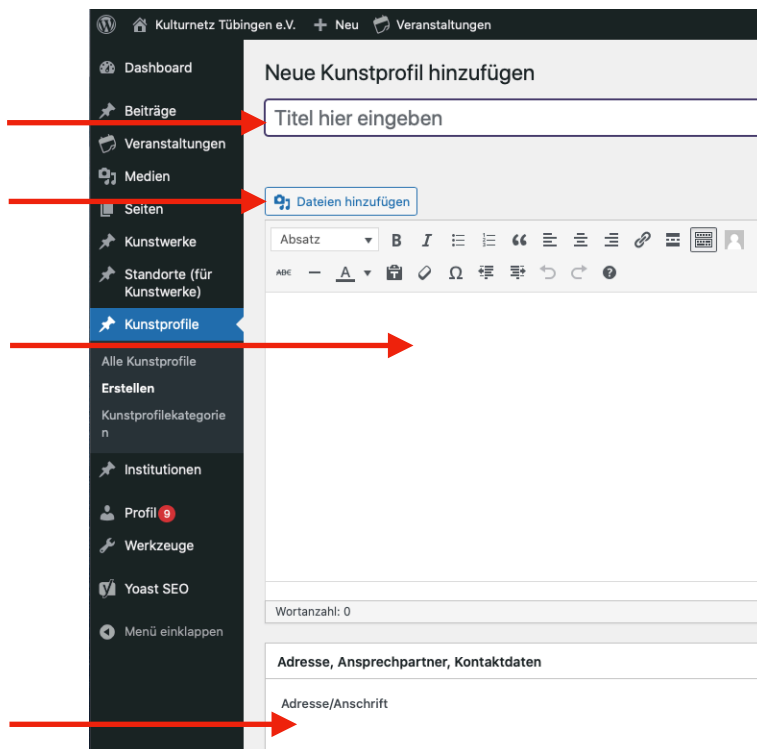 Kulturnetz Tübingen e.V. Neu Veranstaltungen
Dashboard
Beiträge
Veranstaltungen
Medien
Seiten
Kunstwerke
Standorte (für
Kunstwerke)
Kunstprofile
Alle Kunstprofile
Erstellen
Kunstprofilekategorie
n
Institutionen
Profil 9
Werkzeuge
Yoast SEO
Menü einklappen
Neue Kunstprofil hinzufügen
Titel hier eingeben
Dateien hinzufügen
Absatz B I
ABC A Ω
Wortanzahl: 0
Adresse, Ansprechpartner, Kontaktdaten
Adresse/Anschrift